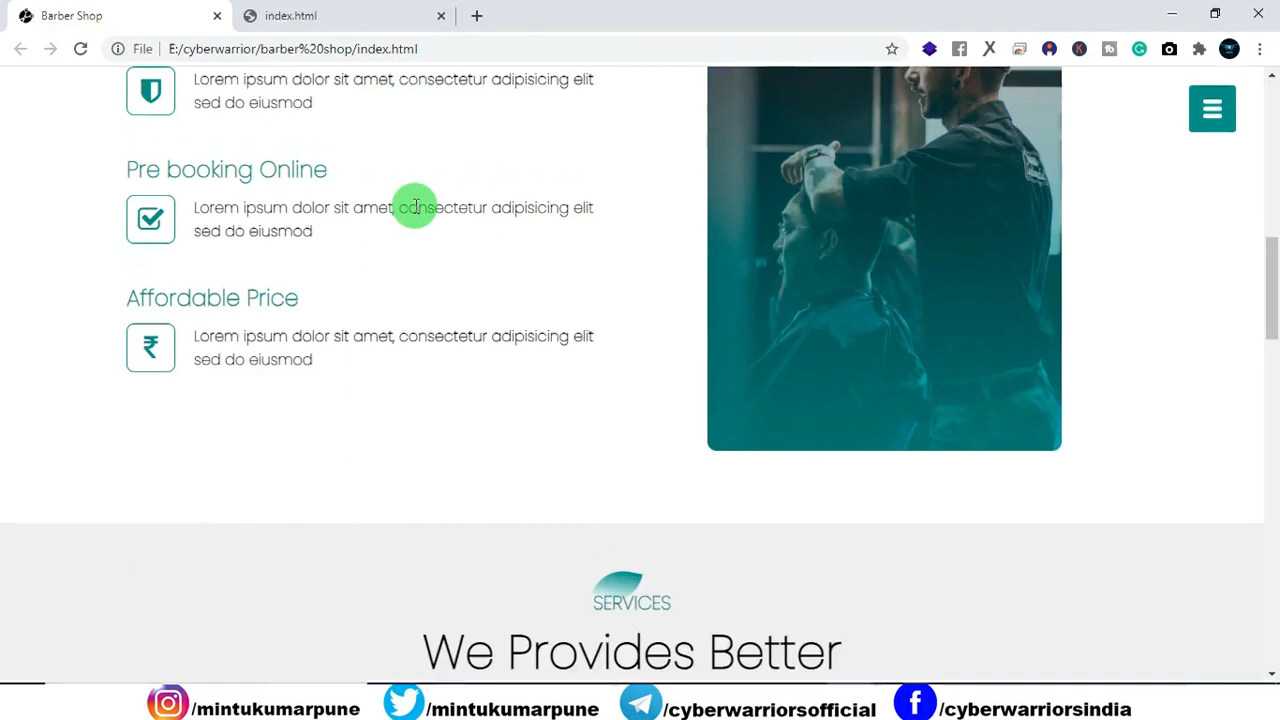 Barber Shop
index.html
File
E:/cyberwarrior/barber%20shop/index.html
Lorem ipsum dolor sit amet, consectetur adipisicing elit
sed do eiusmod
Pre booking Online
Lorem ipsum dolor sit amet, consectetur adipisicing elit
sed do eiusmod
Affordable Price
Lorem ipsum dolor sit amet, consectetur adipisicing elit
sed do eiusmod
SERVICES
We Provides Better
/mintukumarpune
/mintukumarpune
/cyberwarriorsofficial
/cyberwarriorsindia